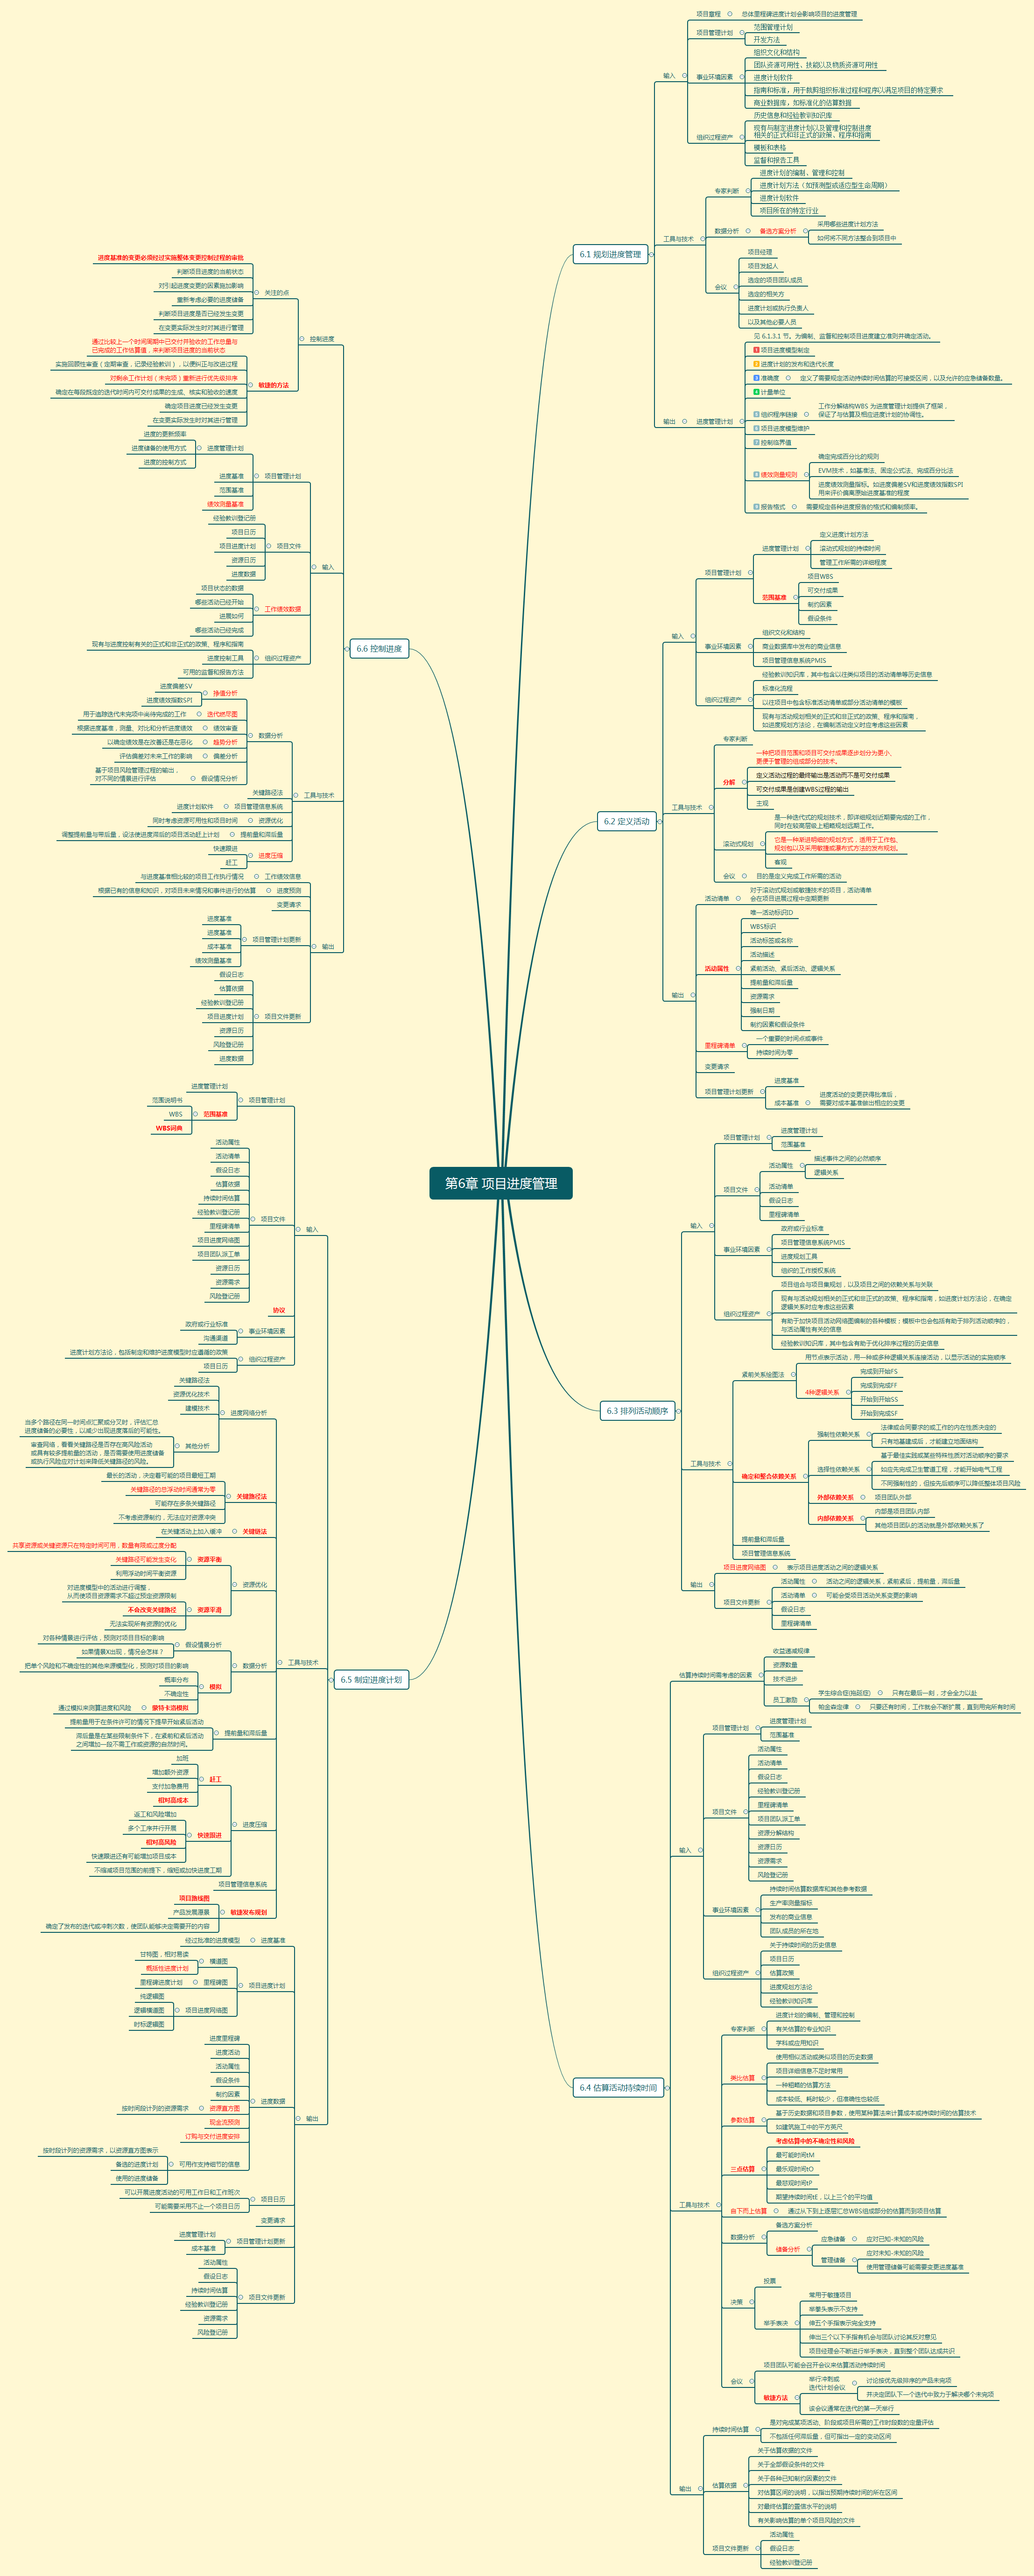 第6章 项目进度管理
6.1 规划进度管理
输入
项目章程
总体里程碑进度计划会影响项目的进度管理
项目管理计划
范围管理计划
开发方法
事业环境因素
组织文化和结构
团队资源可用性、技能以及物质资源可用性
进度计划软件
指南和标准，用于裁剪组织标准过程和程序以满足项目的特定要求
商业数据库，如标准化的估算数据
组织过程资产
历史信息和经验教训知识库
现有与制定进度计划以及管理和控制进度
相关的正式和非正式的政策、程序和指南
模板和表格
监督和报告工具
工具与技术
专家判断
进度计划的编制、管理和控制
进度计划方法（如预测型或适应型生命周期）
进度计划软件
项目所在的特定行业
数据分析
备选方案分析
采用哪些进度计划方法
如何将不同方法整合到项目中
会议
项目经理
项目发起人
选定的项目团队成员
选定的相关方
进度计划或执行负责人
以及其他必要人员
输出
进度管理计划
见 6.1.3.1 节。为编制、监督和控制项目进度建立准则并确定活动。
1 项目进度模型制定
2 进度计划的发布和迭代长度
3 准确度
定义了需要规定活动持续时间估算的可接受区间，以及允许的应急储备数量。
4 计量单位
5 组织程序链接
工作分解结构WBS 为进度管理计划提供了框架，
保证了与估算及相应进度计划的协调性。
6 项目进度模型维护
7 控制临界值
8 绩效测量规则
确定完成百分比的规则
EVM技术，如基准法、固定公式法、完成百分比法
进度绩效测量指标。如进度偏差SV和进度绩效指数SPI
用来评价偏离原始进度基准的程度
9 报告格式
需要规定各种进度报告的格式和编制频率。
6.2 定义活动
输入
项目管理计划
进度管理计划
定义进度计划方法
滚动式规划的持续时间
管理工作所需的详细程度
范围基准
项目WBS
可交付成果
制约因素
假设条件
事业环境因素
组织文化和结构
商业数据库中发布的商业信息
项目管理信息系统PMIS
组织过程资产
经验教训知识库，其中包含以往类似项目的活动清单等历史信息
标准化流程
以往项目中包含标准活动清单或部分活动清单的模板
现有与活动规划相关的正式和非正式的政策、程序和指南，
如进度规划方法论，在编制活动定义时应考虑这些因素
工具与技术
专家判断
分解
一种把项目范围和项目可交付成果逐步划分为更小、
更便于管理的组成部分的技术。
定义活动过程的最终输出是活动而不是可交付成果
可交付成果是创建WBS过程的输出
主观
滚动式规划
是一种迭代式的规划技术，即详细规划近期要完成的工作，
同时在较高层级上粗略规划远期工作。
它是一种渐进明细的规划方式，适用于工作包、
规划包以及采用敏捷或瀑布式方法的发布规划。
客观
会议
目的是定义完成工作所需的活动
输出
活动清单
对于滚动式规划或敏捷技术的项目，活动清单
会在项目进展过程中定期更新
活动属性
唯一活动标识ID
WBS标识
活动标签或名称
活动描述
紧前活动、紧后活动、逻辑关系
提前量和滞后量
资源需求
强制日期
制约因素和假设条件
里程碑清单
一个重要的时间点或事件
持续时间为零
变更请求
项目管理计划更新
进度基准
成本基准
进度活动的变更获得批准后，
需要对成本基准做出相应的变更
6.3 排列活动顺序
输入
项目管理计划
进度管理计划
范围基准
项目文件
活动属性
描述事件之间的必然顺序
逻辑关系
活动清单
假设日志
里程碑清单
事业环境因素
政府或行业标准
项目管理信息系统PMIS
进度规划工具
组织的工作授权系统
组织过程资产
项目组合与项目集规划，以及项目之间的依赖关系与关联
现有与活动规划相关的正式和非正式的政策、程序和指南，如进度计划方法论，在确定
逻辑关系时应考虑这些因素
有助于加快项目活动网络图编制的各种模板；模板中也会包括有助于排列活动顺序的，
与活动属性有关的信息
经验教训知识库，其中包含有助于优化排序过程的历史信息
工具与技术
紧前关系绘图法
用节点表示活动，用一种或多种逻辑关系连接活动，以显示活动的实施顺序
4种逻辑关系
完成到开始FS
完成到完成FF
开始到开始SS
开始到完成SF
确定和整合依赖关系
强制性依赖关系
法律或合同要求的或工作的内在性质决定的
只有地基建成后，才能建立地面结构
选择性依赖关系
基于最佳实践或某些特殊性质对活动顺序的要求
如应先完成卫生管道工程，才能开始电气工程
不同强制性的，但按先后顺序可以降低整体项目风险
外部依赖关系
项目团队外部
内部依赖关系
内部是项目团队内部
其他项目团队的活动就是外部依赖关系了
提前量和滞后量
项目管理信息系统
输出
项目进度网络图
表示项目进度活动之间的逻辑关系
项目文件更新
活动属性
活动之间的逻辑关系，紧前紧后，提前量，滞后量
活动清单
可能会受项目活动关系变更的影响
假设日志
里程碑清单
6.4 估算活动持续时间
估算持续时间需考虑的因素
收益递减规律
资源数量
技术进步
员工激励
学生综合症(拖延症)
只有在最后一刻，才会全力以赴
帕金森定律
只要还有时间，工作就会不断扩展，直到用完所有时间
输入
项目管理计划
进度管理计划
范围基准
项目文件
活动属性
活动清单
假设日志
经验教训登记册
里程碑清单
项目团队派工单
资源分解结构
资源日历
资源需求
风险登记册
事业环境因素
持续时间估算数据库和其他参考数据
生产率测量指标
发布的商业信息
团队成员的所在地
组织过程资产
关于持续时间的历史信息
项目日历
估算政策
进度规划方法论
经验教训知识库
工具与技术
专家判断
进度计划的编制、管理和控制
有关估算的专业知识
学科或应用知识
类比估算
使用相似活动或类似项目的历史数据
项目详细信息不足时常用
一种粗略的估算方法
成本较低、耗时较少，但准确性也较低
参数估算
基于历史数据和项目参数，使用某种算法来计算成本或持续时间的估算技术
如建筑施工中的平方英尺
三点估算
考虑估算中的不确定性和风险
最可能时间tM
最乐观时间tO
最悲观时间tP
期望持续时间tE，以上三个的平均值
自下而上估算
通过从下到上逐层汇总WBS组成部分的估算而到项目估算
数据分析
备选方案分析
储备分析
应急储备
应对已知-未知的风险
管理储备
应对未知-未知的风险
使用管理储备可能需要变更进度基准
决策
投票
举手表决
常用于敏捷项目
举拳头表示不支持
伸五个手指表示完全支持
伸出三个以下手指有机会与团队讨论其反对意见
项目经理会不断进行举手表决，直到整个团队达成共识
会议
项目团队可能会召开会议来估算活动持续时间
敏捷方法
举行冲刺或
迭代计划会议
讨论按优先级排序的产品未完项
并决定团队下一个迭代中致力于解决哪个未完项
该会议通常在迭代的第一天举行
输出
持续时间估算
是对完成某项活动、阶段或项目所需的工作时段数的定量评估
不包括任何滞后量，但可指出一定的变动区间
估算依据
关于估算依据的文件
关于全部假设条件的文件
关于各种已知制约因素的文件
对估算区间的说明，以指出预期持续时间的所在区间
对最终估算的置信水平的说明
有关影响估算的单个项目风险的文件
项目文件更新
活动属性
假设日志
经验教训登记册
6.6 控制进度
控制进度
关注的点
进度基准的变更必须经过实施整体变更控制过程的审批
判断项目进度的当前状态
对引起进度变更的因素施加影响
重新考虑必要的进度储备
判断项目进度是否已经发生变更
在变更实际发生时对其进行管理
敏捷的方法
通过比较上一个时间周期中已交付并验收的工作总量与
已完成的工作估算值，来判断项目进度的当前状态
实施回顾性审查（定期审查，记录经验教训），以便纠正与改进过程
对剩余工作计划（未完项）重新进行优先级排序
确定在每段既定的迭代时间内可交付成果的生成、核实和验收的速度
确定项目进度已经发生变更
在变更实际发生时对其进行管理
输入
项目管理计划
进度管理计划
进度的更新频率
进度储备的使用方式
进度的控制方式
进度基准
范围基准
绩效测量基准
项目文件
经验教训登记册
项目日历
项目进度计划
资源日历
进度数据
工作绩效数据
项目状态的数据
哪些活动已经开始
进展如何
哪些活动已经完成
组织过程资产
现有与进度控制有关的正式和非正式的政策、程序和指南
进度控制工具
可用的监督和报告方法
工具与技术
数据分析
挣值分析
进度偏差SV
进度绩效指数SPI
迭代燃尽图
用于追踪迭代未完项中尚待完成的工作
绩效审查
根据进度基准，测量、对比和分析进度绩效
趋势分析
以确定绩效是在改善还是在恶化
偏差分析
评估偏差对未来工作的影响
假设情况分析
基于项目风险管理过程的输出，
对不同的情景进行评估
关键路径法
项目管理信息系统
进度计划软件
资源优化
同时考虑资源可用性和项目时间
提前量和滞后量
调整提前量与滞后量，设法使进度滞后的项目活动赶上计划
进度压缩
快速跟进
赶工
输出
工作绩效信息
与进度基准相比较的项目工作执行情况
进度预测
根据已有的信息和知识，对项目未来情况和事件进行的估算
变更请求
项目管理计划更新
进度基准
进度基准
成本基准
绩效测量基准
项目文件更新
假设日志
估算依据
经验教训登记册
项目进度计划
资源日历
风险登记册
进度数据
6.5 制定进度计划
输入
项目管理计划
进度管理计划
范围基准
范围说明书
WBS
WBS词典
项目文件
活动属性
活动清单
假设日志
估算依据
持续时间估算
经验教训登记册
里程碑清单
项目进度网络图
项目团队派工单
资源日历
资源需求
风险登记册
协议
事业环境因素
政府或行业标准
沟通渠道
组织过程资产
进度计划方法论，包括制定和维护进度模型时应遵循的政策
项目日历
工具与技术
进度网络分析
关键路径法
资源优化技术
建模技术
其他分析
当多个路径在同一时间点汇聚或分叉时，评估汇总
进度储备的必要性，以减少出现进度落后的可能性。
审查网络，看看关键路径是否存在高风险活动
或具有较多提前量的活动，是否需要使用进度储备
或执行风险应对计划来降低关键路径的风险。
关键路径法
最长的活动，决定着可能的项目最短工期
关键路径的总浮动时间通常为零
可能存在多条关键路径
不考虑资源制约，无法应对资源冲突
关键链法
在关键活动上加入缓冲
资源优化
资源平衡
共享资源或关键资源只在特定时间可用，数量有限或过度分配
关键路径可能发生变化
利用浮动时间平衡资源
资源平滑
对进度模型中的活动进行调整，
从而使项目资源需求不超过预定资源限制
不会改变关键路径
无法实现所有资源的优化
数据分析
假设情景分析
对各种情景进行评估，预测对项目目标的影响
如果情景X出现，情况会怎样？
模拟
把单个风险和不确定性的其他来源模型化，预测对项目的影响
概率分布
不确定性
蒙特卡洛模拟
通过模拟来测算进度和风险
提前量和滞后量
提前量用于在条件许可的情况下提早开始紧后活动
滞后量是在某些限制条件下，在紧前和紧后活动
之间增加一段不需工作或资源的自然时间。
进度压缩
赶工
加班
增加额外资源
支付加急费用
相对高成本
快速跟进
返工和风险增加
多个工序并行开展
相对高风险
快速跟进还有可能增加项目成本
不缩减项目范围的前提下，缩短或加快进度工期
项目管理信息系统
敏捷发布规划
项目路线图
产品发展愿景
确定了发布的迭代或冲刺次数，使团队能够决定需要开的内容
输出
进度基准
经过批准的进度模型
项目进度计划
横道图
甘特图，相对易读
概括性进度计划
里程碑图
里程碑进度计划
项目进度网络图
纯逻辑图
逻辑横道图
时标逻辑图
进度数据
进度里程碑
进度活动
活动属性
假设条件
制约因素
资源直方图
按时间段计列的资源需求
现金流预测
订购与交付进度安排
可用作支持细节的信息
按时段计列的资源需求，以资源直方图表示
备选的进度计划
使用的进度储备
项目日历
可以开展进度活动的可用工作日和工作班次
可能需要采用不止一个项目日历
变更请求
项目管理计划更新
进度管理计划
成本基准
项目文件更新
活动属性
假设日志
持续时间估算
经验教训登记册
资源需求
风险登记册